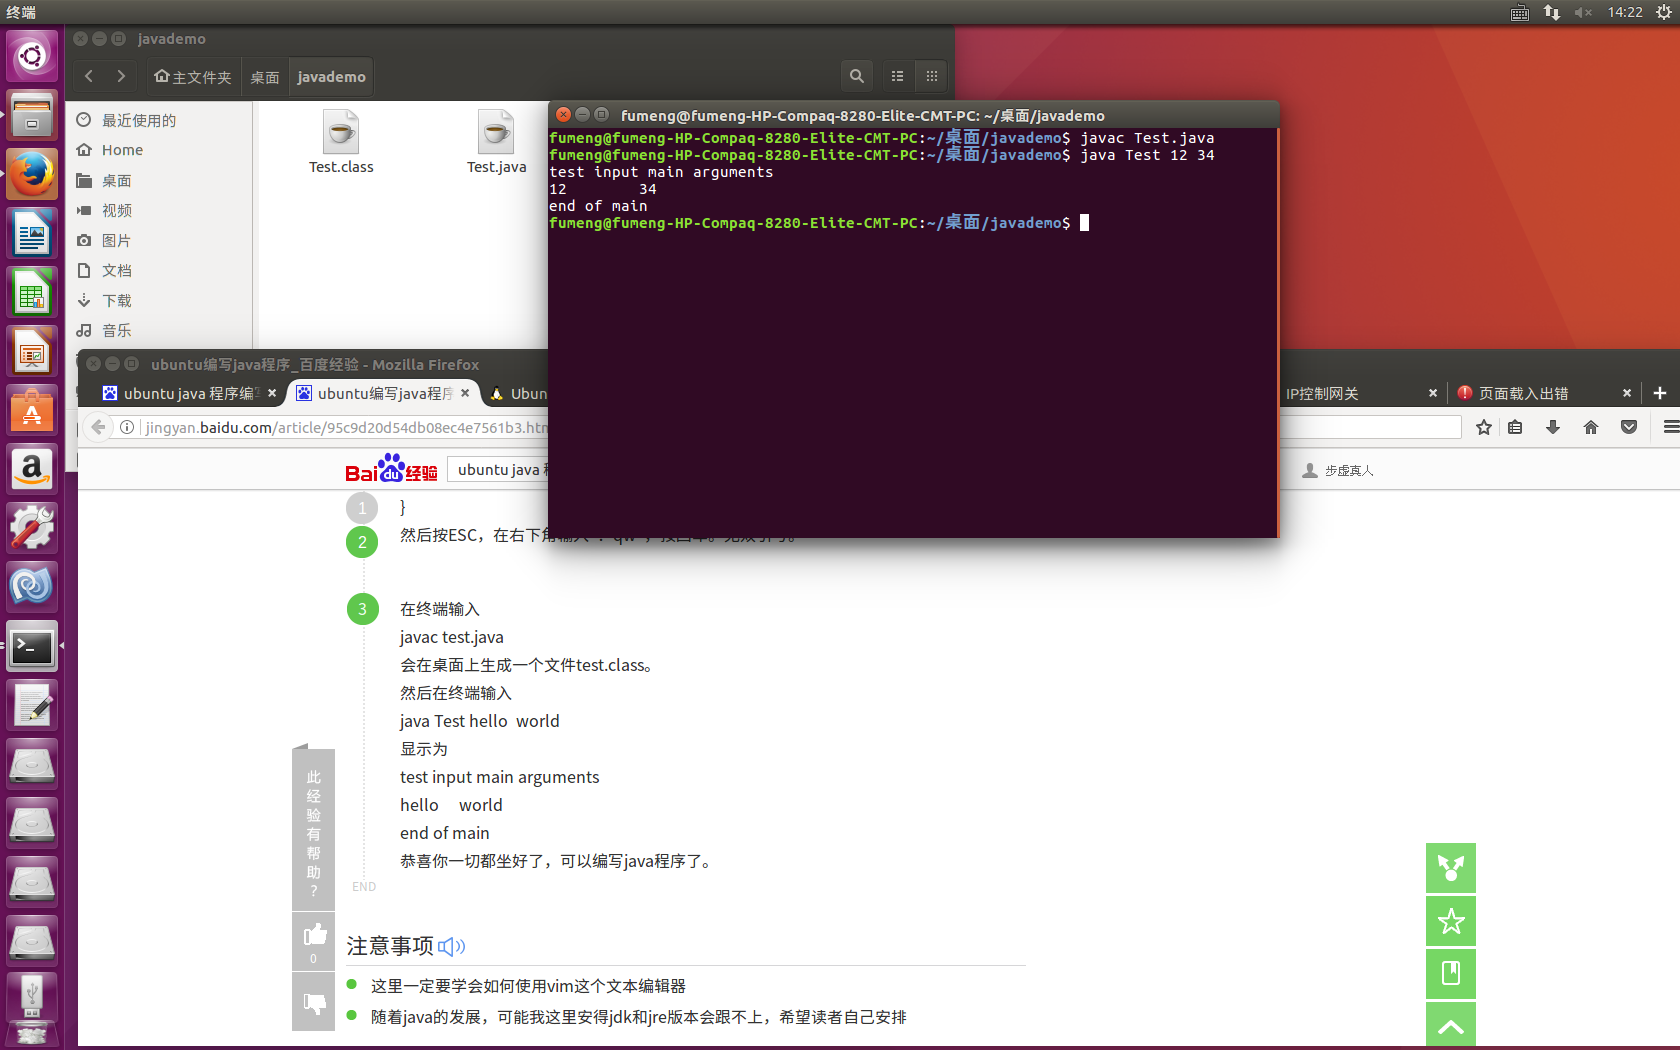 终端
14:22
javademo
主文件夹 桌面 javademo
最近使用的
Home
桌面
视频
图片
文档
下载
音乐
Test.class
Test.java
fumeng@fumeng-HP-Compaq-8280-Elite-CMT-PC: ~/桌面/javademo
fumeng@fumeng-HP-Compaq-8280-Elite-CMT-PC:~/桌面/javademo$ javac Test.java
fumeng@fumeng-HP-Compaq-8280-Elite-CMT-PC:~/桌面/javademo$ java Test 12 34
test input main arguments
12 34
end of main
fumeng@fumeng-HP-Compaq-8280-Elite-CMT-PC:~/桌面/javademo$
ubuntu编写java程序_百度经验 - Mozilla Firefox
ubuntu java 程序编
ubuntu编写java程序
Ubun
IP控制网关
页面载入出错
jingyan.baidu.com/article/95c9d20d54db08ec4e7561b3.htm
Bai du 经验
ubuntu java
步虚真人
1 }
2 然后按ESC，在右下角输入
3 在终端输入
javac test.java
会在桌面上生成一个文件test.class。
然后在终端输入
java Test hello world
显示为
test input main arguments
hello world
end of main
恭喜你一切都坐好了，可以编写java程序了。
END
此经验有帮助？
0
注意事项
这里一定要学会如何使用vim这个文本编辑器
随着java的发展，可能我这里安得jdk和jre版本会跟不上，希望读者自己安排